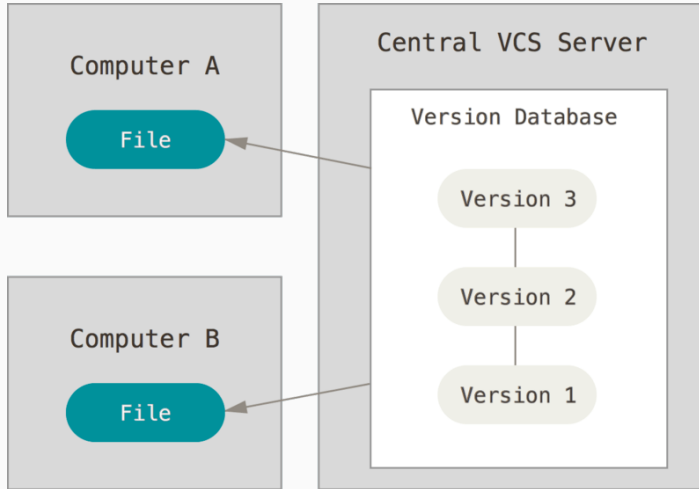 Computer A
File
Computer B
File
Central VCS Server
Version Database
Version 3
Version 2
Version 1